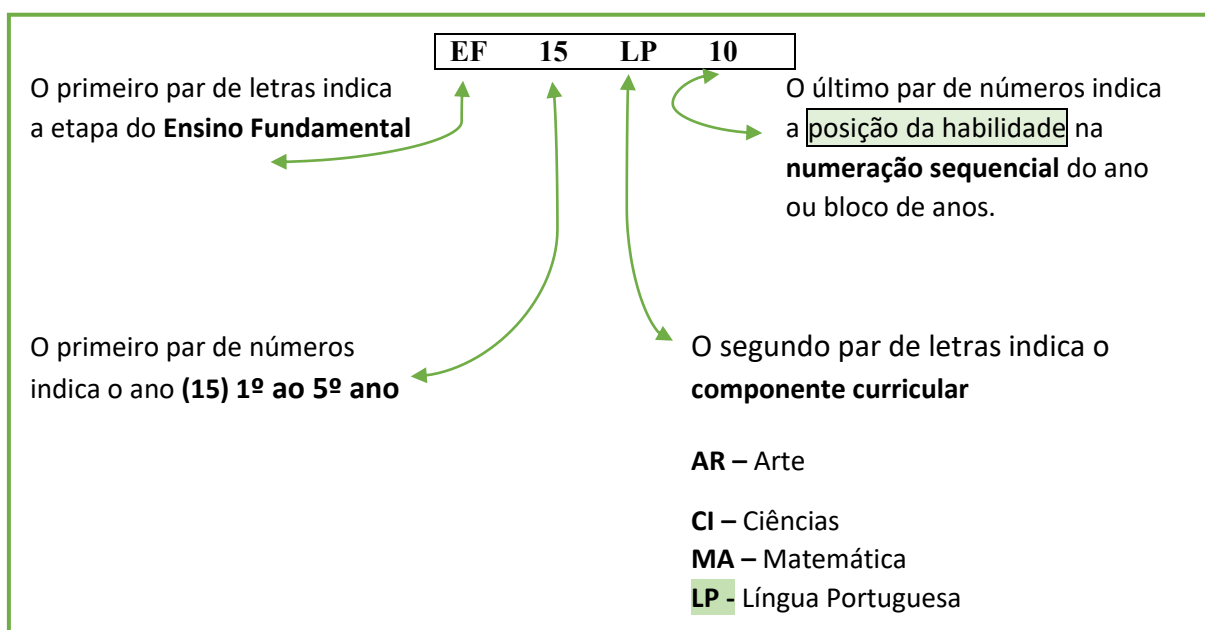 EF 15 LP 10
O primeiro par de letras indica
a etapa do Ensino Fundamental
O último par de números indica
a posição da habilidade na
numeração sequencial do ano
ou bloco de anos.
O primeiro par de números
indica o ano (15) 1º ao 5º ano
O segundo par de letras indica o
componente curricular
AR – Arte
CI – Ciências
MA – Matemática
LP - Língua Portuguesa